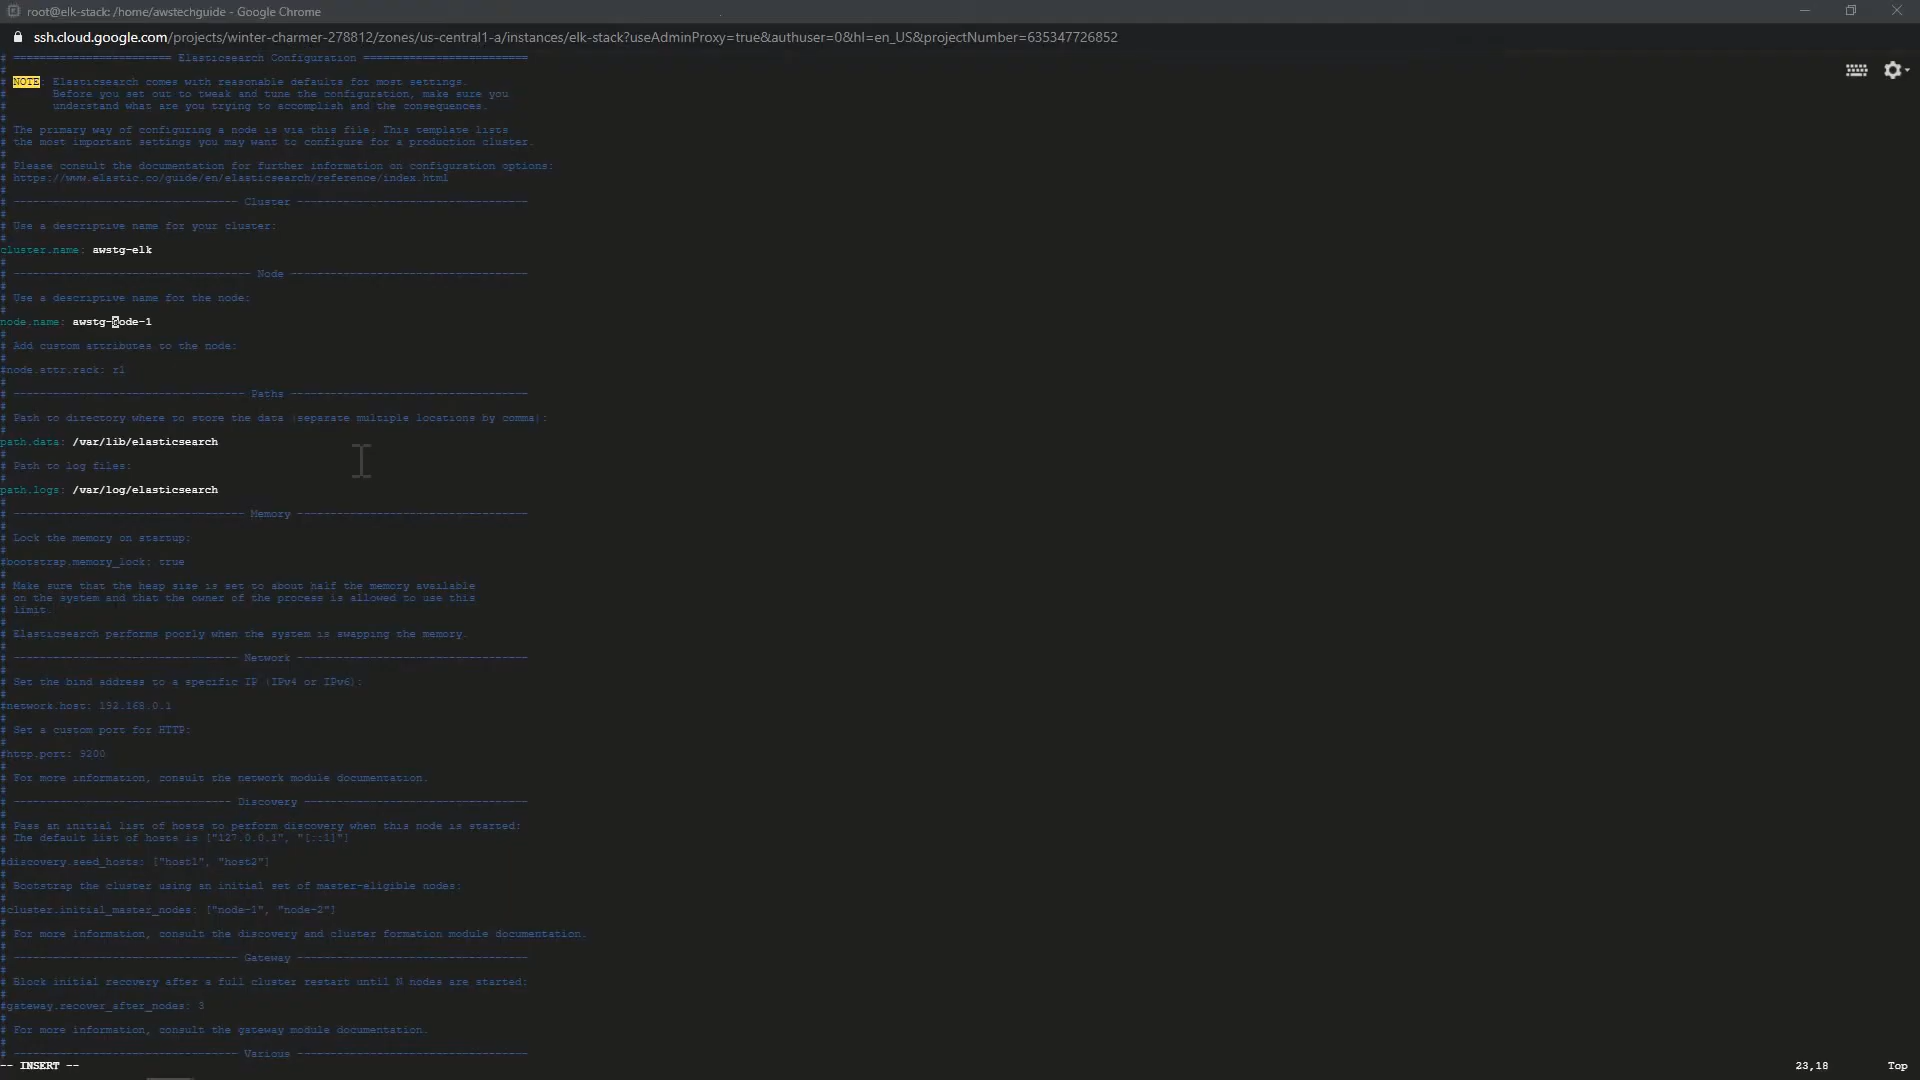 root@elk-stack: /home/awstechguide - Google Chrome
ssh.cloud.google.com/projects/winter-charmer-278812/zones/us-central1-a/instances/elk-stack?useAdminProxy=true&authuser=0&hl=en_US&projectNumber=635347726852
# ======================== Elasticsearch Configuration =========================
#
# NOTE: Elasticsearch comes with reasonable defaults for most settings.
#       Before you set out to tweak and tune the configuration, make sure you
#       understand what are you trying to accomplish and the consequences.
#
# The primary way of configuring a node is via this file. This template lists
# the most important settings you may want to configure for a production cluster.
#
# Please consult the documentation for further information on configuration options:
# https://www.elastic.co/guide/en/elasticsearch/reference/index.html
#
# ---------------------------------- Cluster -----------------------------------
#
# Use a descriptive name for your cluster:
#
cluster.name: awstg-elk
#
# ------------------------------------ Node ------------------------------------
#
# Use a descriptive name for the node:
#
node.name: awstg-node-1
#
# Add custom attributes to the node:
#
#node.attr.rack: r1
#
# ----------------------------------- Paths ------------------------------------
#
# Path to directory where to store the data (separate multiple locations by comma):
#
path.data: /var/lib/elasticsearch
#
# Path to log files:
#
path.logs: /var/log/elasticsearch
#
# ----------------------------------- Memory -----------------------------------
#
# Lock the memory on startup:
#
#bootstrap.memory_lock: true
#
# Make sure that the heap size is set to about half the memory available
# on the system and that the owner of the process is allowed to use this
# limit.
#
# Elasticsearch performs poorly when the system is swapping the memory.
#
# ---------------------------------- Network -----------------------------------
#
# Set the bind address to a specific IP (IPv4 or IPv6):
#
#network.host: 192.168.0.1
#
# Set a custom port for HTTP:
#
#http.port: 9200
#
# For more information, consult the network module documentation.
#
# --------------------------------- Discovery ----------------------------------
#
# Pass an initial list of hosts to perform discovery when this node is started:
# The default list of hosts is ["127.0.0.1", "[::1]"]
#
#discovery.seed_hosts: ["host1", "host2"]
#
# Bootstrap the cluster using an initial set of master-eligible nodes:
#
#cluster.initial_master_nodes: ["node-1", "node-2"]
#
# For more information, consult the discovery and cluster formation module documentation.
#
# ---------------------------------- Gateway -----------------------------------
#
# Block initial recovery after a full cluster restart until N nodes are started:
#
#gateway.recover_after_nodes: 3
#
# For more information, consult the gateway module documentation.
#
# ---------------------------------- Various -----------------------------------
-- INSERT -- 23,18 Top